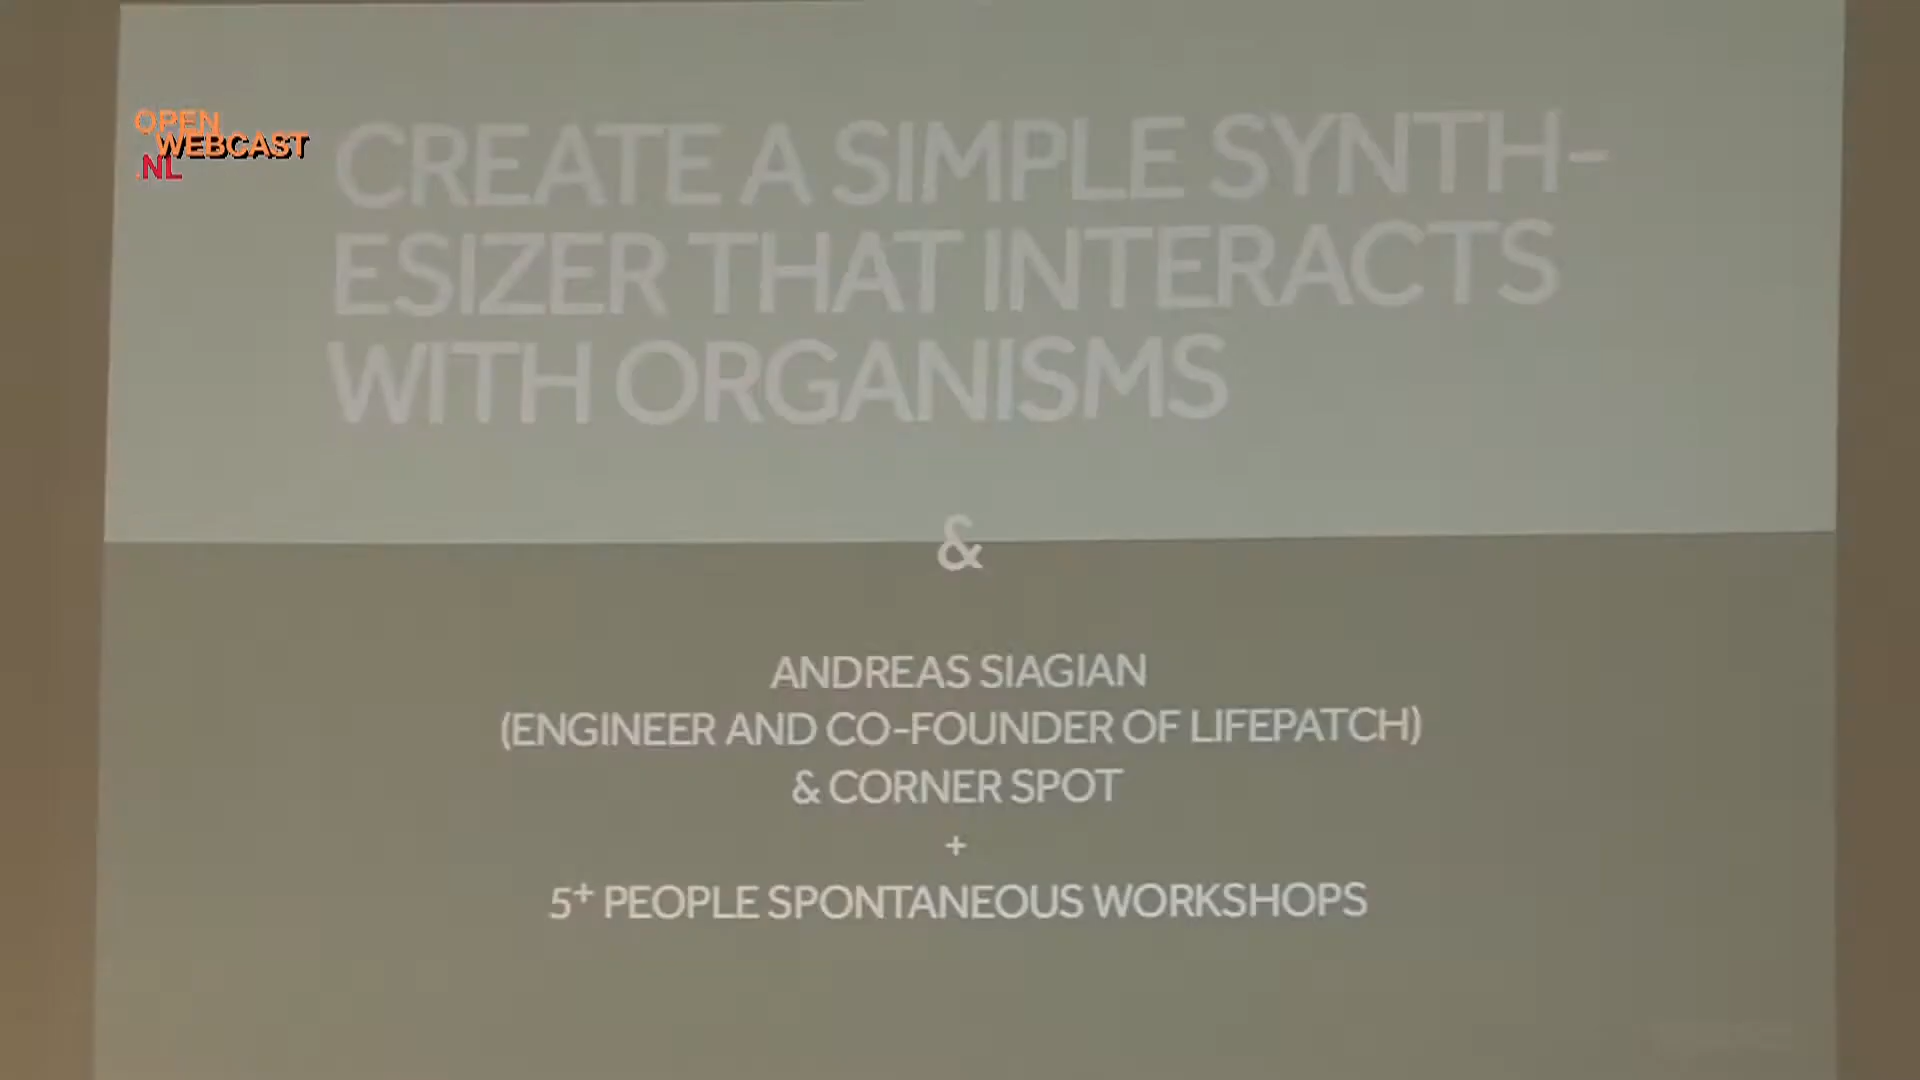 OPEN
WEBCAST
.NL
CREATE A SIMPLE SYNTH-
ESIZER THAT INTERACTS
WITH ORGANISMS
&
ANDREAS SIAGIAN
(ENGINEER AND CO-FOUNDER OF LIFEPATCH)
& CORNER SPOT
+
5+ PEOPLE SPONTANEOUS WORKSHOPS